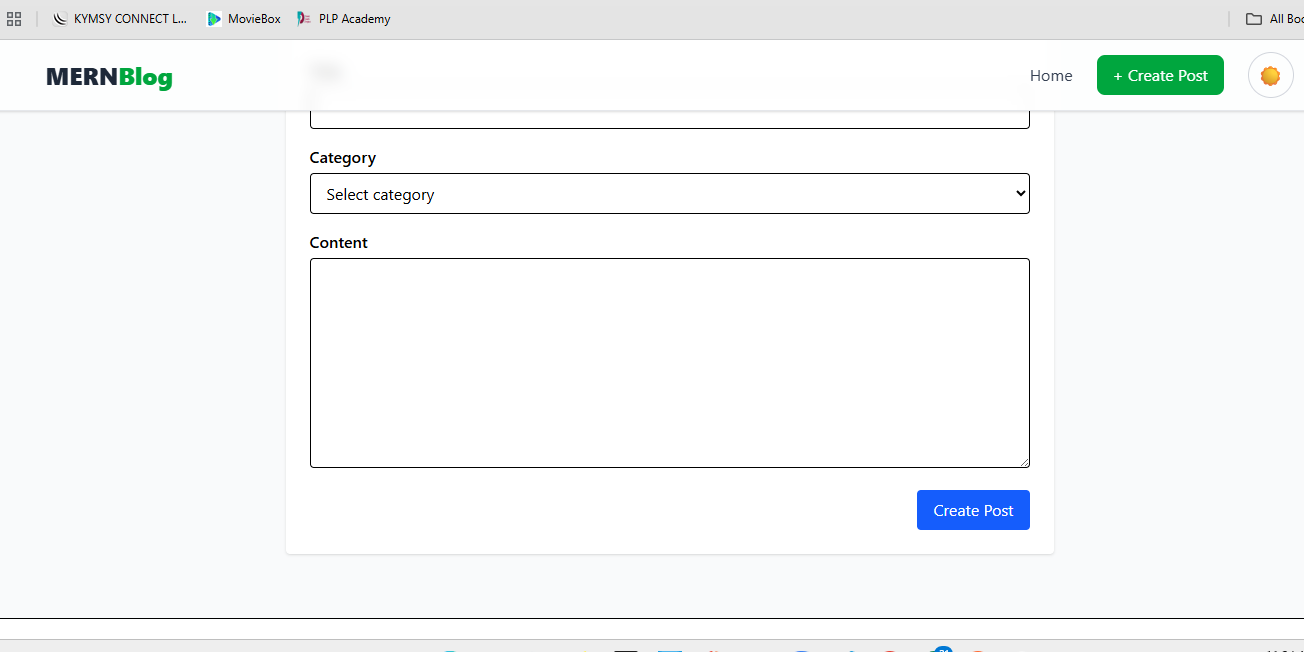 KYMSY CONNECT L... MovieBox PLP Academy All Boo
MERNBlog Home + Create Post
Category
Select category
Content
Create Post